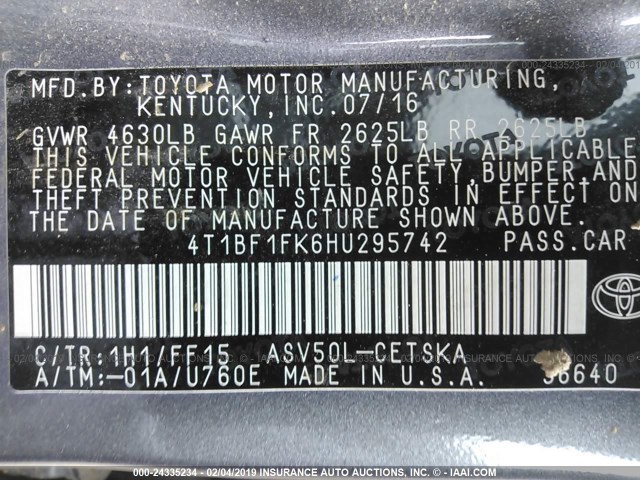 MFD.BY:TOYOTA MOTOR MANUFACTURING,
KENTUCKY,INC.07/16
GVWR 4630LB GAWR FR 2625LB RR 2625LB
THIS VEHICLE CONFORMS TO ALL APPLICABLE
FEDERAL MOTOR VEHICLE SAFETY,BUMPER,AND
THEFT PREVENTION STANDARDS IN EFFECT ON
THE DATE OF MANUFACTURE SHOWN ABOVE.
4T1BF1FK6HU295742 PASS.CAR
C/TR:1H1/FF15 ASV50L-CETSKA
A/TM:-01A/U760E MADE IN U.S.A. 36640
000-24335234 - 02/04/2019 INSURANCE AUTO AUCTIONS, INC. - © - IAAI.COM